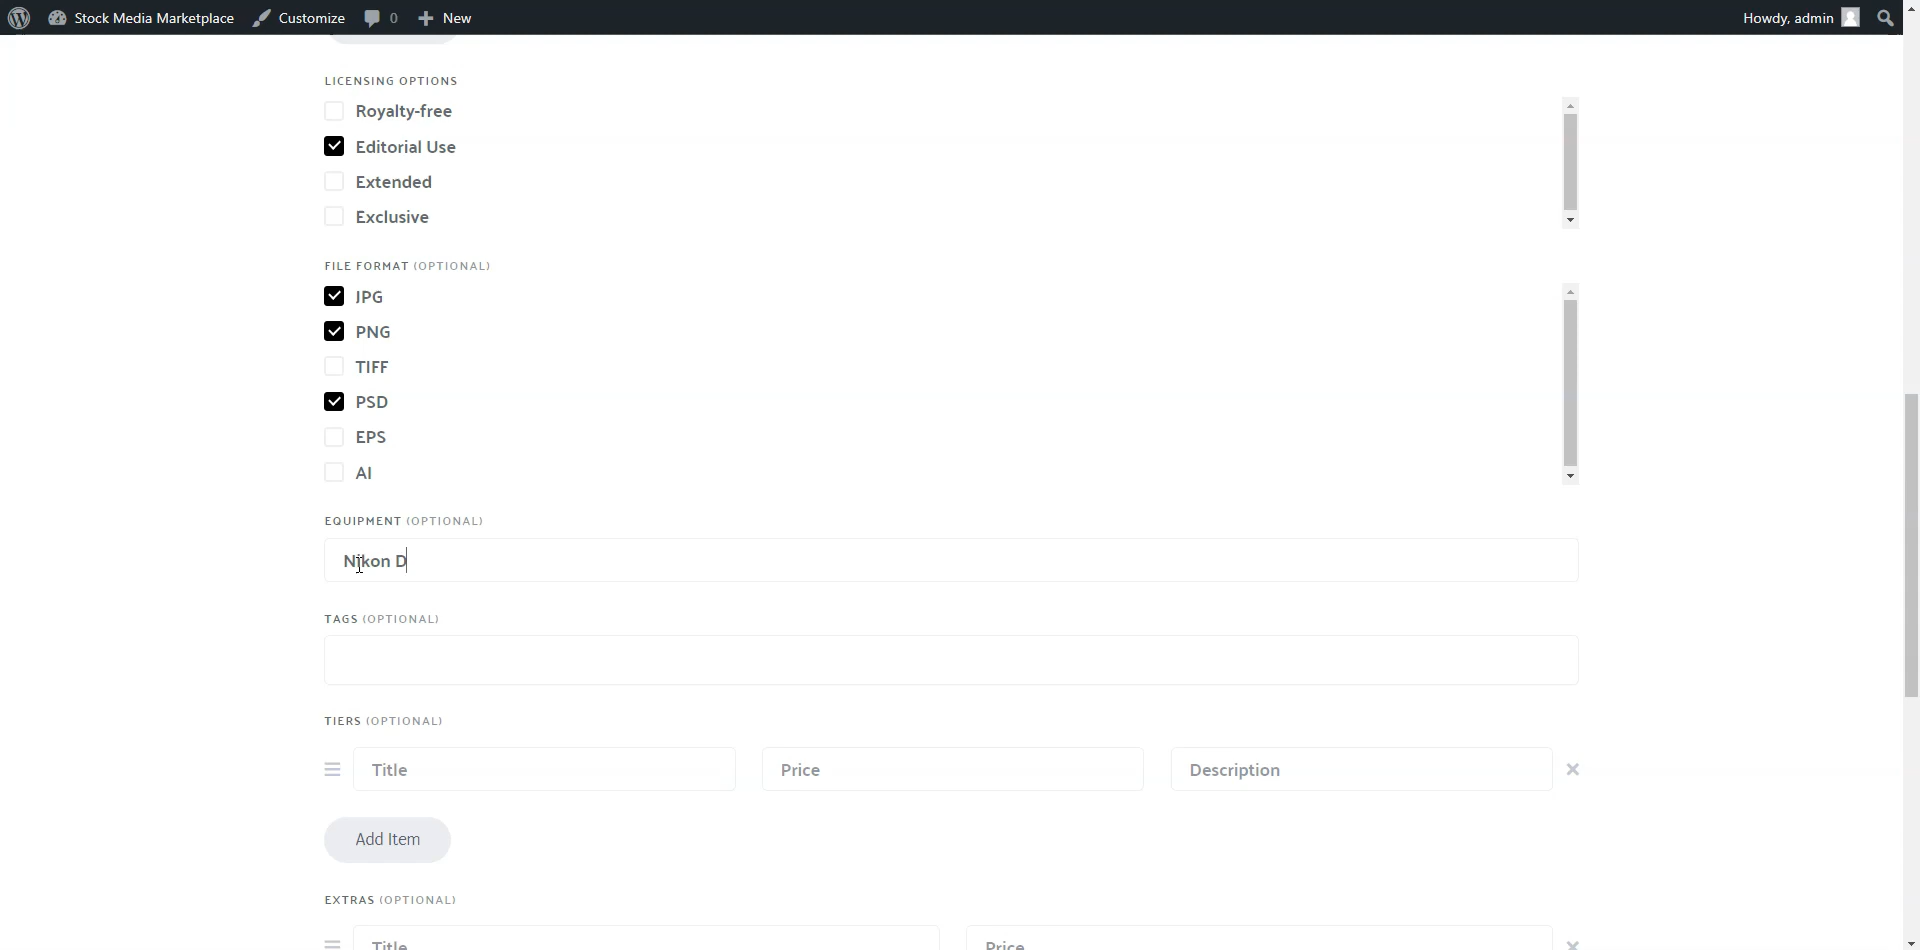 Stock Media Marketplace Customize 0 New Howdy, admin
LICENSING OPTIONS
Royalty-free
Editorial Use
Extended
Exclusive
FILE FORMAT (OPTIONAL)
JPG
PNG
TIFF
PSD
EPS
AI
EQUIPMENT (OPTIONAL)
Nikon D
TAGS (OPTIONAL)
TIERS (OPTIONAL)
Title Price Description
Add Item
EXTRAS (OPTIONAL)
Title Price